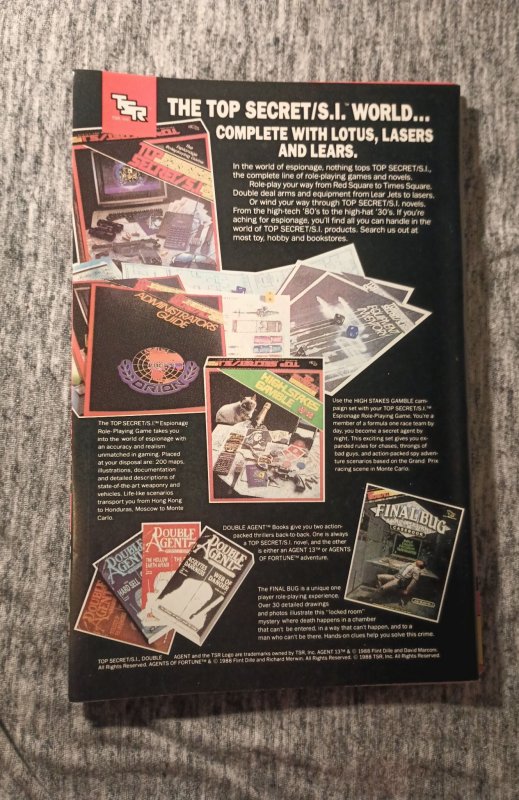 TSR
THE TOP SECRET/S.I.™ WORLD...
COMPLETE WITH LOTUS, LASERS
AND LEARS.
In the world of espionage, nothing tops TOP SECRET/S.I.,
the complete line of role-playing games and novels.
Role-play your way from Red Square to Times Square.
Double deal arms and equipment from Lear Jets to lasers.
Or wind your way through TOP SECRET/S.I. novels.
From the high-tech '80's to the high-hat '30's. If you're
aching for espionage, you'll find all you can handle in the
world of TOP SECRET/S.I. products. Search us out at
most toy, hobby and bookstores.
TOP SECRET/S.I.
ADMINISTRATORS
GUIDE
ORION
HIGH STAKES
GAMBLE
The TOP SECRET/S.I.™ Espionage
Role-Playing Game takes you
into the world of espionage with
an accuracy and realism
unmatched in gaming. Placed
at your disposal are: 200 maps,
illustrations, documentation
and detailed descriptions of
state-of-the-art weaponry and
vehicles. Life-like scenarios
transport you from Hong Kong
to Honduras, Moscow to Monte
Carlo.
Use the HIGH STAKES GAMBLE cam-
paign set with your TOP SECRET/S.I.™
Espionage Role-Playing Game. You're a
member of a formula one race team by
day, you become a secret agent by
night. This exciting set gives you ex-
panded rules for chases, throngs of
bad guys, and action-packed spy adven-
ture scenarios based on the Grand Prix
racing scene in Monte Carlo.
DOUBLE AGENT™ Books give you two action-
packed thrillers back-to-back. One is always
a TOP SECRET/S.I. novel, and the other
is either an AGENT 13™ or AGENTS
OF FORTUNE™ adventure.
DOUBLE
AGENT
THE HOLLOW
EARTH AFFAIR
DOUBLE
AGENT
WEB OF
DANGER
FINAL BUG
The FINAL BUG is a unique one
player role-playing experience.
Over 30 detailed drawings
and photos illustrate this "locked room"
mystery where death happens in a chamber
that can't be entered, in a way that can't happen, and to a
man who can't be there. Hands-on clues help you solve this crime.
TOP SECRET/S.I., DOUBLE AGENT and the TSR Logo are trademarks owned by TSR, Inc. AGENT 13™ & © 1988 Flint Dille and David Marconi.
All Rights Reserved. AGENTS OF FORTUNE™ & © 1988 Flint Dille and Richard Merwin. All Rights Reserved. © 1988 TSR, Inc. All Rights Reserved.